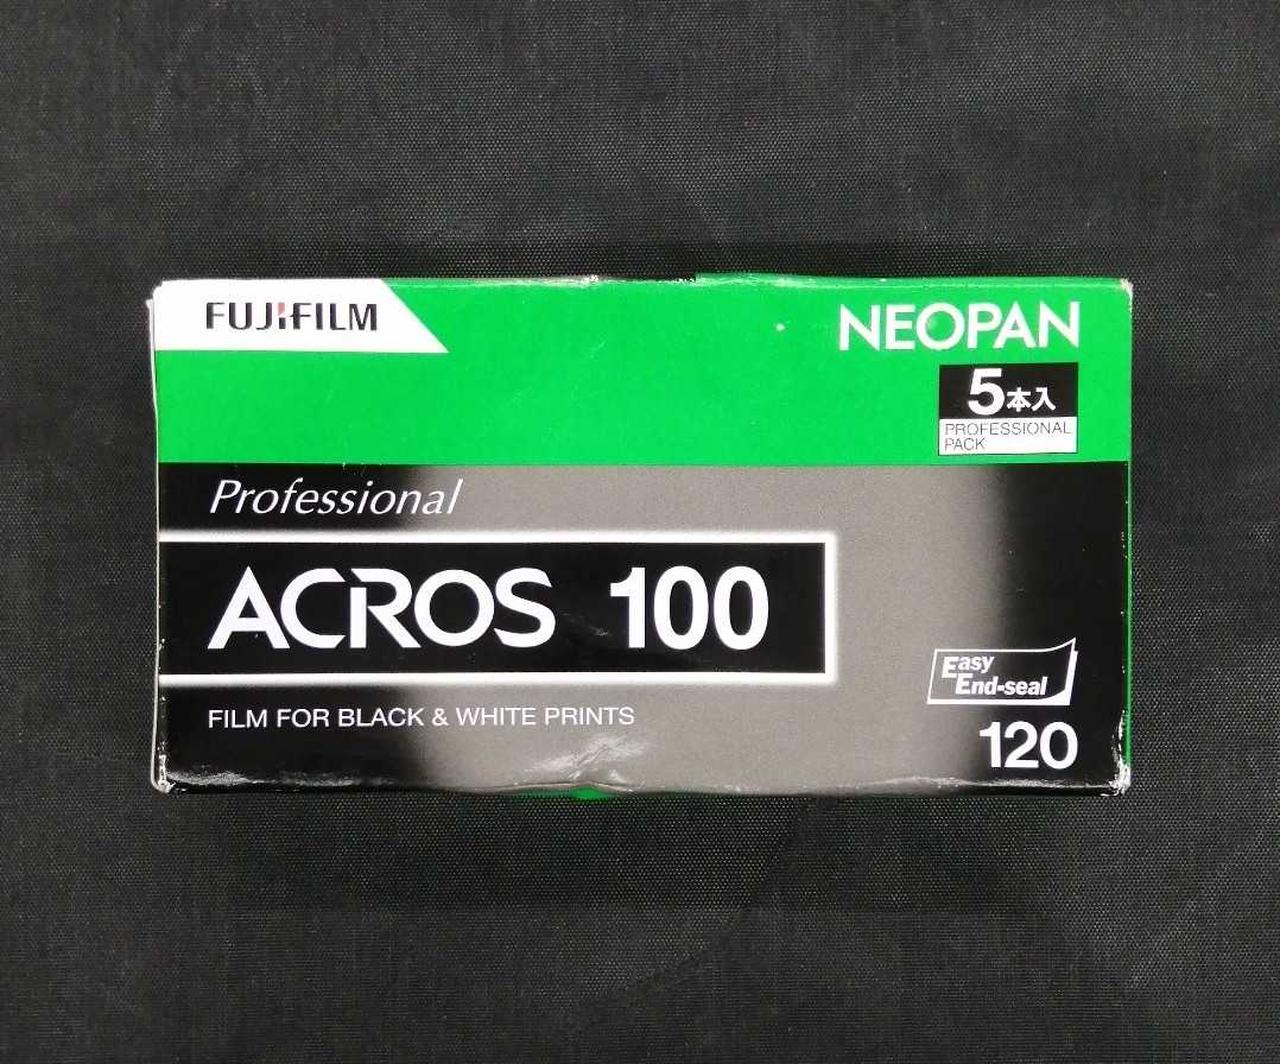 FUJIFILM
NEOPAN
5本入
PROFESSIONAL
PACK
Professional
ACROS 100
Easy
End-seal
FILM FOR BLACK & WHITE PRINTS
120